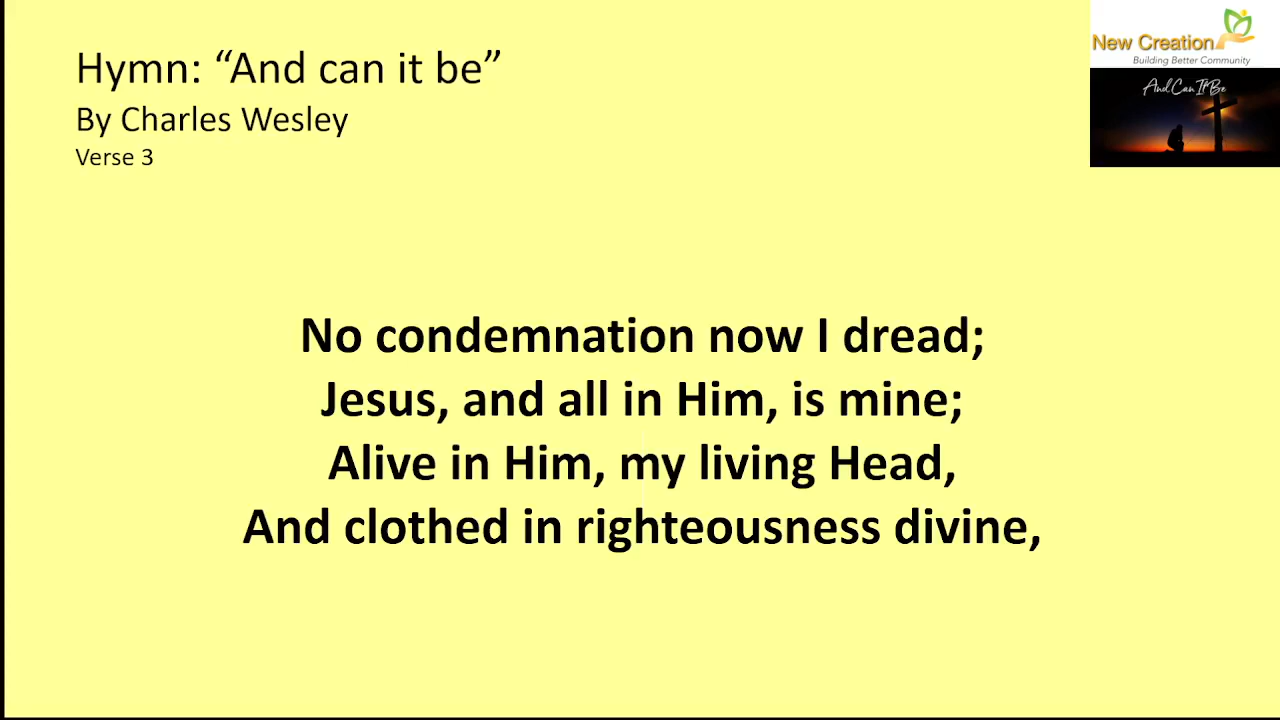 Hymn: “And can it be”
By Charles Wesley
Verse 3
New Creation
Building Better Community
And Can It Be
No condemnation now I dread;
Jesus, and all in Him, is mine;
Alive in Him, my living Head,
And clothed in righteousness divine,